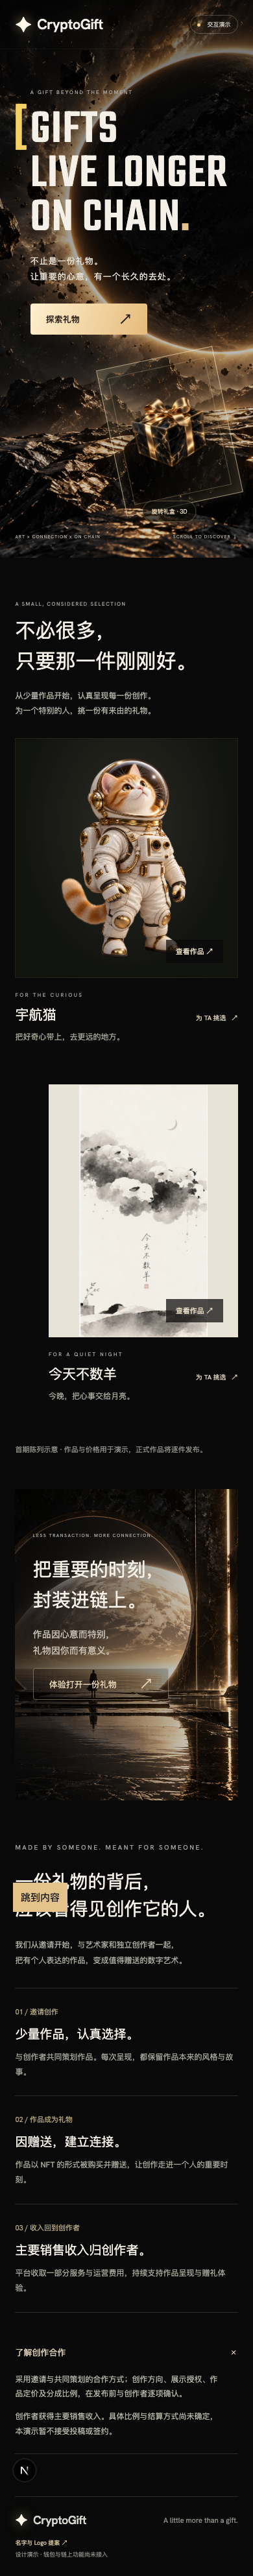 CryptoGift
交互演示
A GIFT BEYOND THE MOMENT
GIFTS
LIVE LONGER
ON CHAIN.
不止是一份礼物。
让重要的心意，有一个长久的去处。
探索礼物 ↗
旋转礼盒 · 3D
ART × CONNECTION × ON CHAIN
SCROLL TO DISCOVER ↓
A SMALL, CONSIDERED SELECTION
不必很多，
只要那一件刚刚好。
从少量作品开始，认真呈现每一份创作。
为一个特别的人，挑一份有来由的礼物。
查看作品 ↗
FOR THE CURIOUS
宇航猫
为 TA 挑选 ↗
把好奇心带上，去更远的地方。
今天不数羊
查看作品 ↗
FOR A QUIET NIGHT
今天不数羊
为 TA 挑选 ↗
今晚，把心事交给月亮。
首期陈列示意 · 作品与价格用于演示，正式作品将逐件发布。
LESS TRANSACTION. MORE CONNECTION.
把重要的时刻，
封装进链上。
作品因心意而特别，
礼物因你而有意义。
体验打开一份礼物 ↗
MADE BY SOMEONE. MEANT FOR SOMEONE.
一份礼物的背后，
跳到内容
得见创作它的人。
我们从邀请开始，与艺术家和独立创作者一起，
把有个人表达的作品，变成值得赠送的数字艺术。
01 / 邀请创作
少量作品，认真选择。
与创作者共同策划作品。每次呈现，都保留作品本来的风格与故
事。
02 / 作品成为礼物
因赠送，建立连接。
作品以 NFT 的形式被购买并赠送，让创作走进一个人的重要时
刻。
03 / 收入回到创作者
主要销售收入归创作者。
平台收取一部分服务与运营费用，持续支持作品呈现与赠礼体
验。
了解创作合作 ×
采用邀请与共同策划的合作方式；创作方向、展示授权、作
品定价及分成比例，在发布前与创作者逐项确认。
创作者获得主要销售收入。具体比例与结算方式尚未确定，
本演示暂不接受投稿或签约。
N
CryptoGift
A little more than a gift.
名字与 Logo 提案 ↗
设计演示 · 钱包与链上功能尚未接入